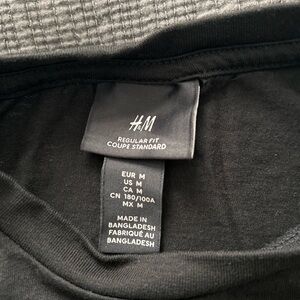 H&M
REGULAR FIT
COUPE STANDARD
EUR M
US M
CA M
CN 180/100A
MX M
MADE IN
BANGLADESH
FABRIQUÉ AU
BANGLADESH